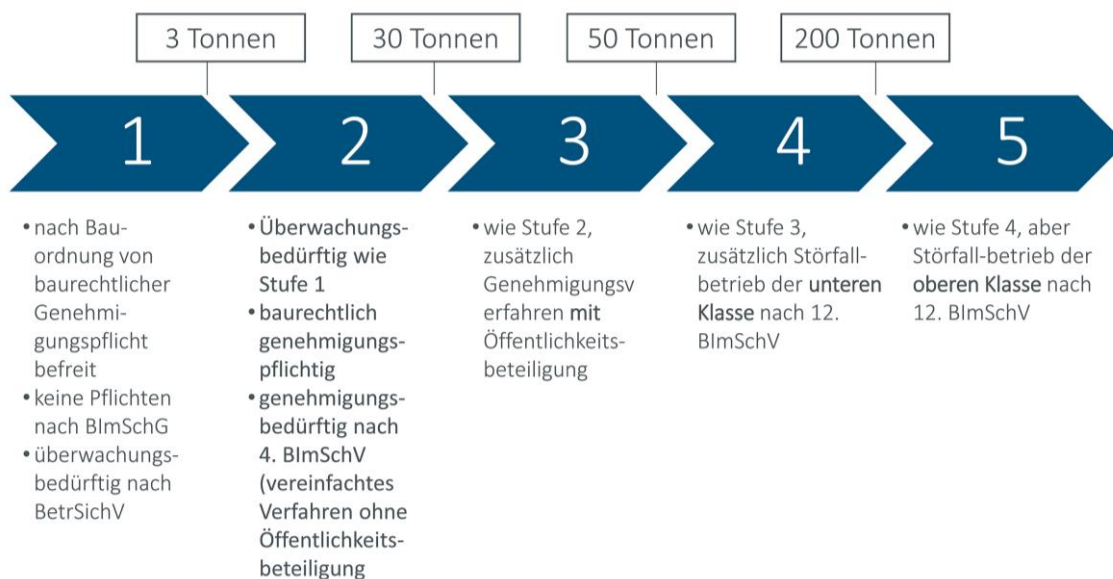 3 Tonnen
30 Tonnen
50 Tonnen
200 Tonnen
1
2
3
4
5
• nach Bau-
ordnung von
baurechtlicher
Genehmi-
gungspflicht
befreit
• keine Pflichten
nach BImSchG
• überwachungs-
bedürftig nach
BetrSichV
• Überwachungs-
bedürftig wie
Stufe 1
• baurechtlich
genehmigungs-
pflichtig
• genehmigungs-
bedürftig nach
4. BImSchV
(vereinfachtes
Verfahren ohne
Öffentlichkeits-
beteiligung
• wie Stufe 2,
zusätzlich
Genehmigungsv
erfahren mit
Öffentlichkeits-
beteiligung
• wie Stufe 3,
zusätzlich Störfall-
betrieb der unteren
Klasse nach 12.
BImSchV
• wie Stufe 4, aber
Störfall-betrieb der
oberen Klasse nach
12. BImSchV